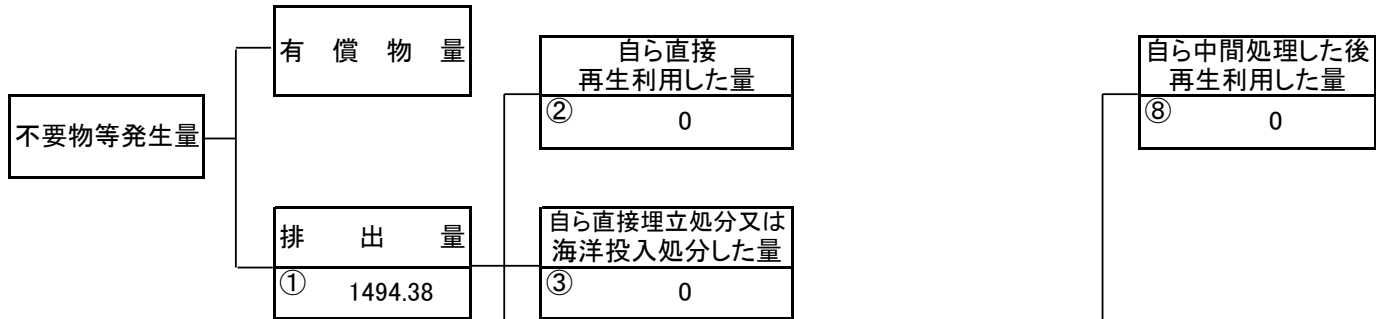 有償物量
自ら直接
再生利用した量
② 0
自ら中間処理した後
再生利用した量
⑧ 0
不要物等発生量
排出量
① 1494.38
自ら直接埋立処分又は
海洋投入処分した量
③ 0